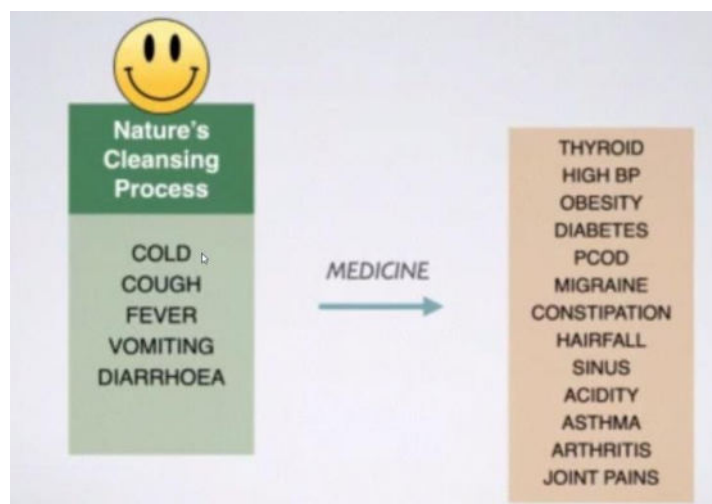 Nature's
Cleansing
Process
COLD
COUGH
FEVER
VOMITING
DIARRHOEA
MEDICINE
THYROID
HIGH BP
OBESITY
DIABETES
PCOD
MIGRAINE
CONSTIPATION
HAIRFALL
SINUS
ACIDITY
ASTHMA
ARTHRITIS
JOINT PAINS